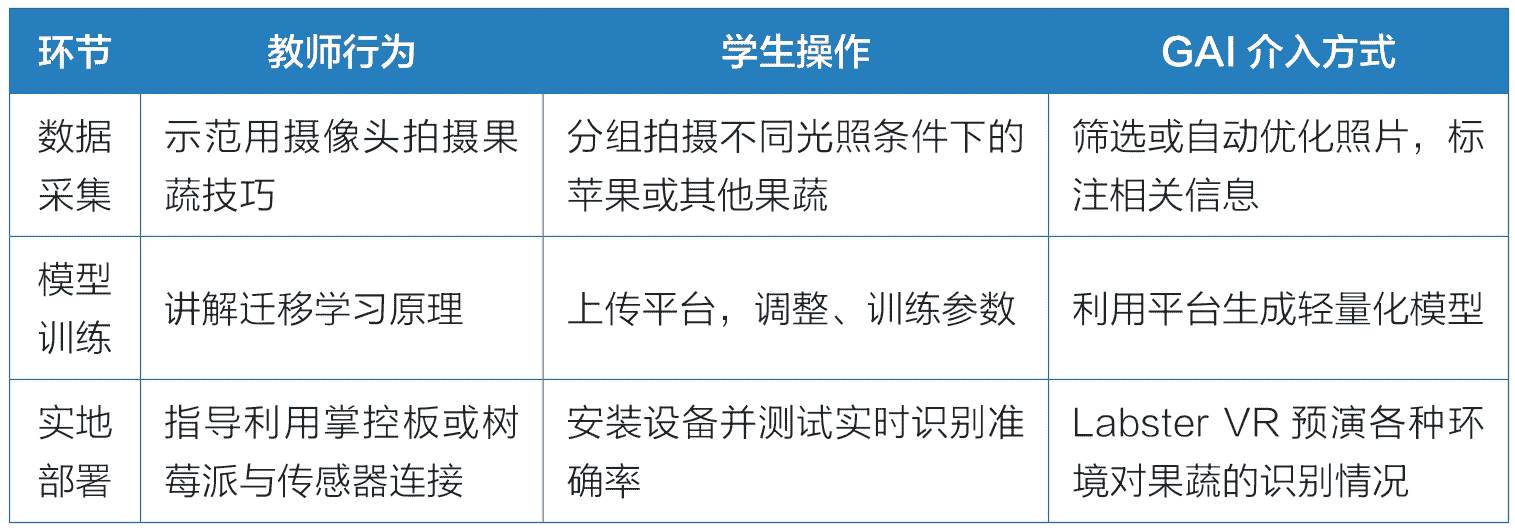 环节 教师行为 学生操作 GAI 介入方式
数据采集 示范用摄像头拍摄果蔬技巧 分组拍摄不同光照条件下的苹果或其他果蔬 筛选或自动优化照片，标注相关信息
模型训练 讲解迁移学习原理 上传平台，调整、训练参数 利用平台生成轻量化模型
实地部署 指导利用掌控板或树莓派与传感器连接 安装设备并测试实时识别准确率 Labster VR 预演各种环境对果蔬的识别情况